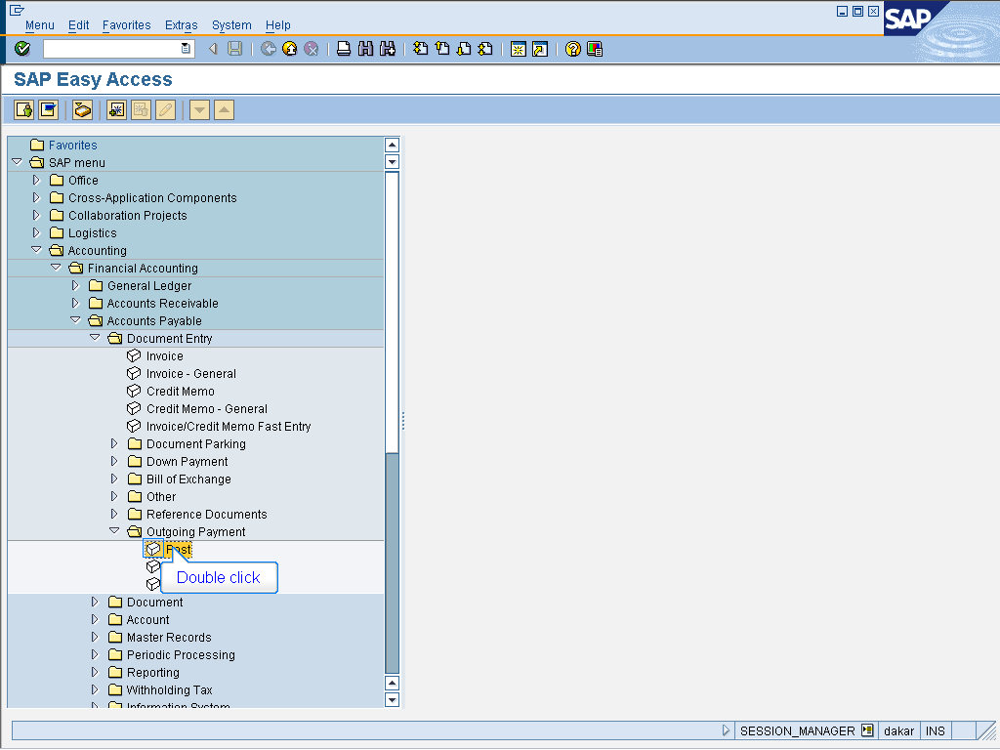 Menu Edit Favorites Extras System Help
SAP
SAP Easy Access
Favorites
SAP menu
Office
Cross-Application Components
Collaboration Projects
Logistics
Accounting
Financial Accounting
General Ledger
Accounts Receivable
Accounts Payable
Document Entry
Invoice
Invoice - General
Credit Memo
Credit Memo - General
Invoice/Credit Memo Fast Entry
Document Parking
Down Payment
Bill of Exchange
Other
Reference Documents
Outgoing Payment
Post
Double click
Document
Account
Master Records
Periodic Processing
Reporting
Withholding Tax
Information System
SESSION_MANAGER dakar INS